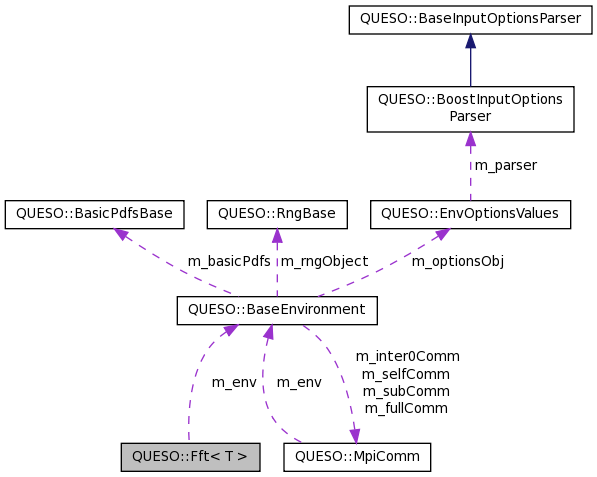 QUESO::BaseInputOptionsParser
QUESO::BoostInputOptions
Parser
m_parser
QUESO::BasicPdfsBase
QUESO::RngBase
QUESO::EnvOptionsValues
m_basicPdfs
m_rngObject
m_optionsObj
QUESO::BaseEnvironment
m_env
m_env
m_inter0Comm
m_selfComm
m_subComm
m_fullComm
QUESO::Fft< T >
QUESO::MpiComm